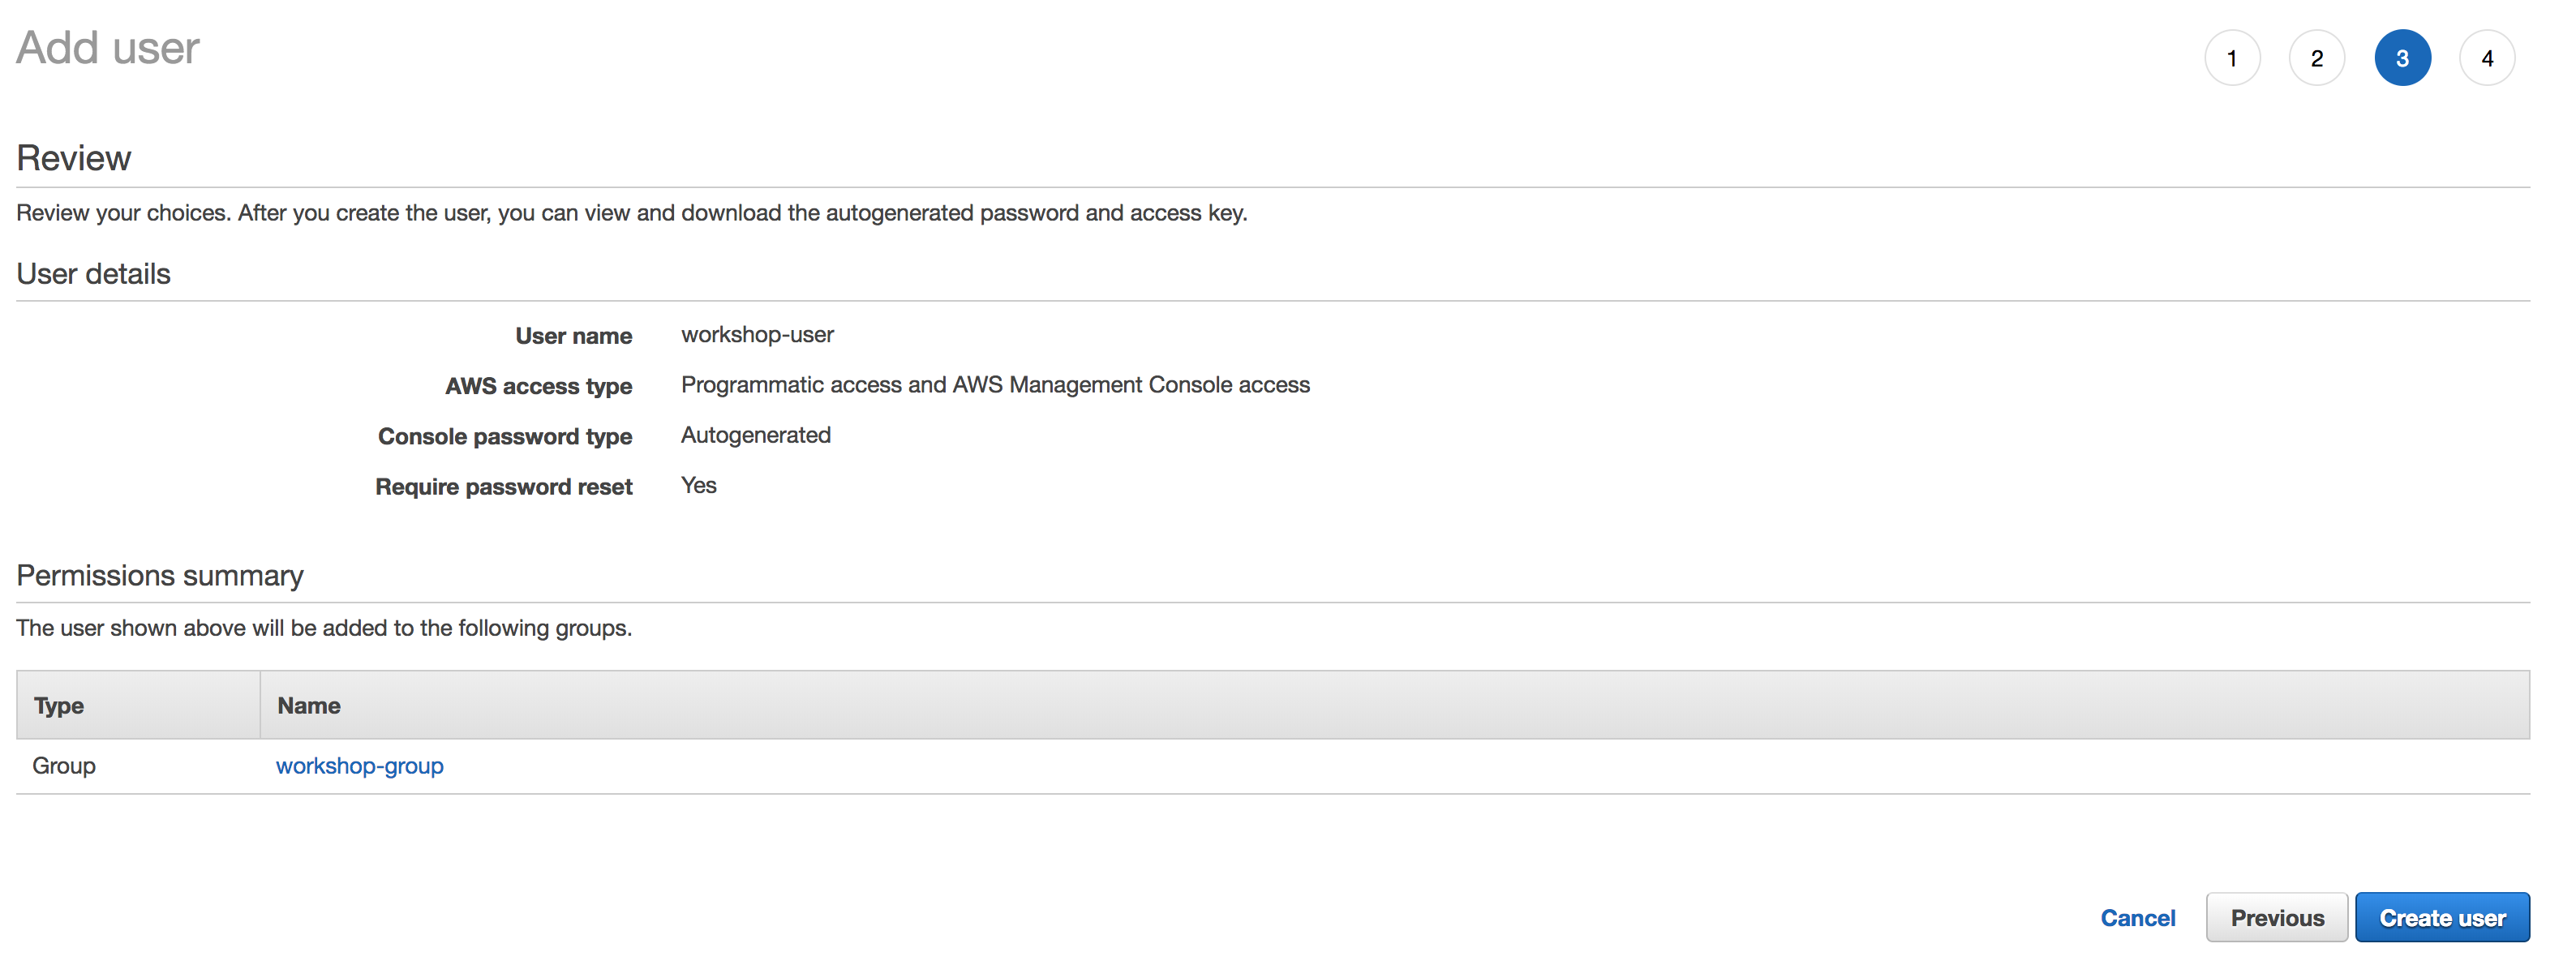 Add user
1 2 3 4
Review
Review your choices. After you create the user, you can view and download the autogenerated password and access key.
User details
User name workshop-user
AWS access type Programmatic access and AWS Management Console access
Console password type Autogenerated
Require password reset Yes
Permissions summary
The user shown above will be added to the following groups.
Type Name
Group workshop-group
Cancel Previous Create user